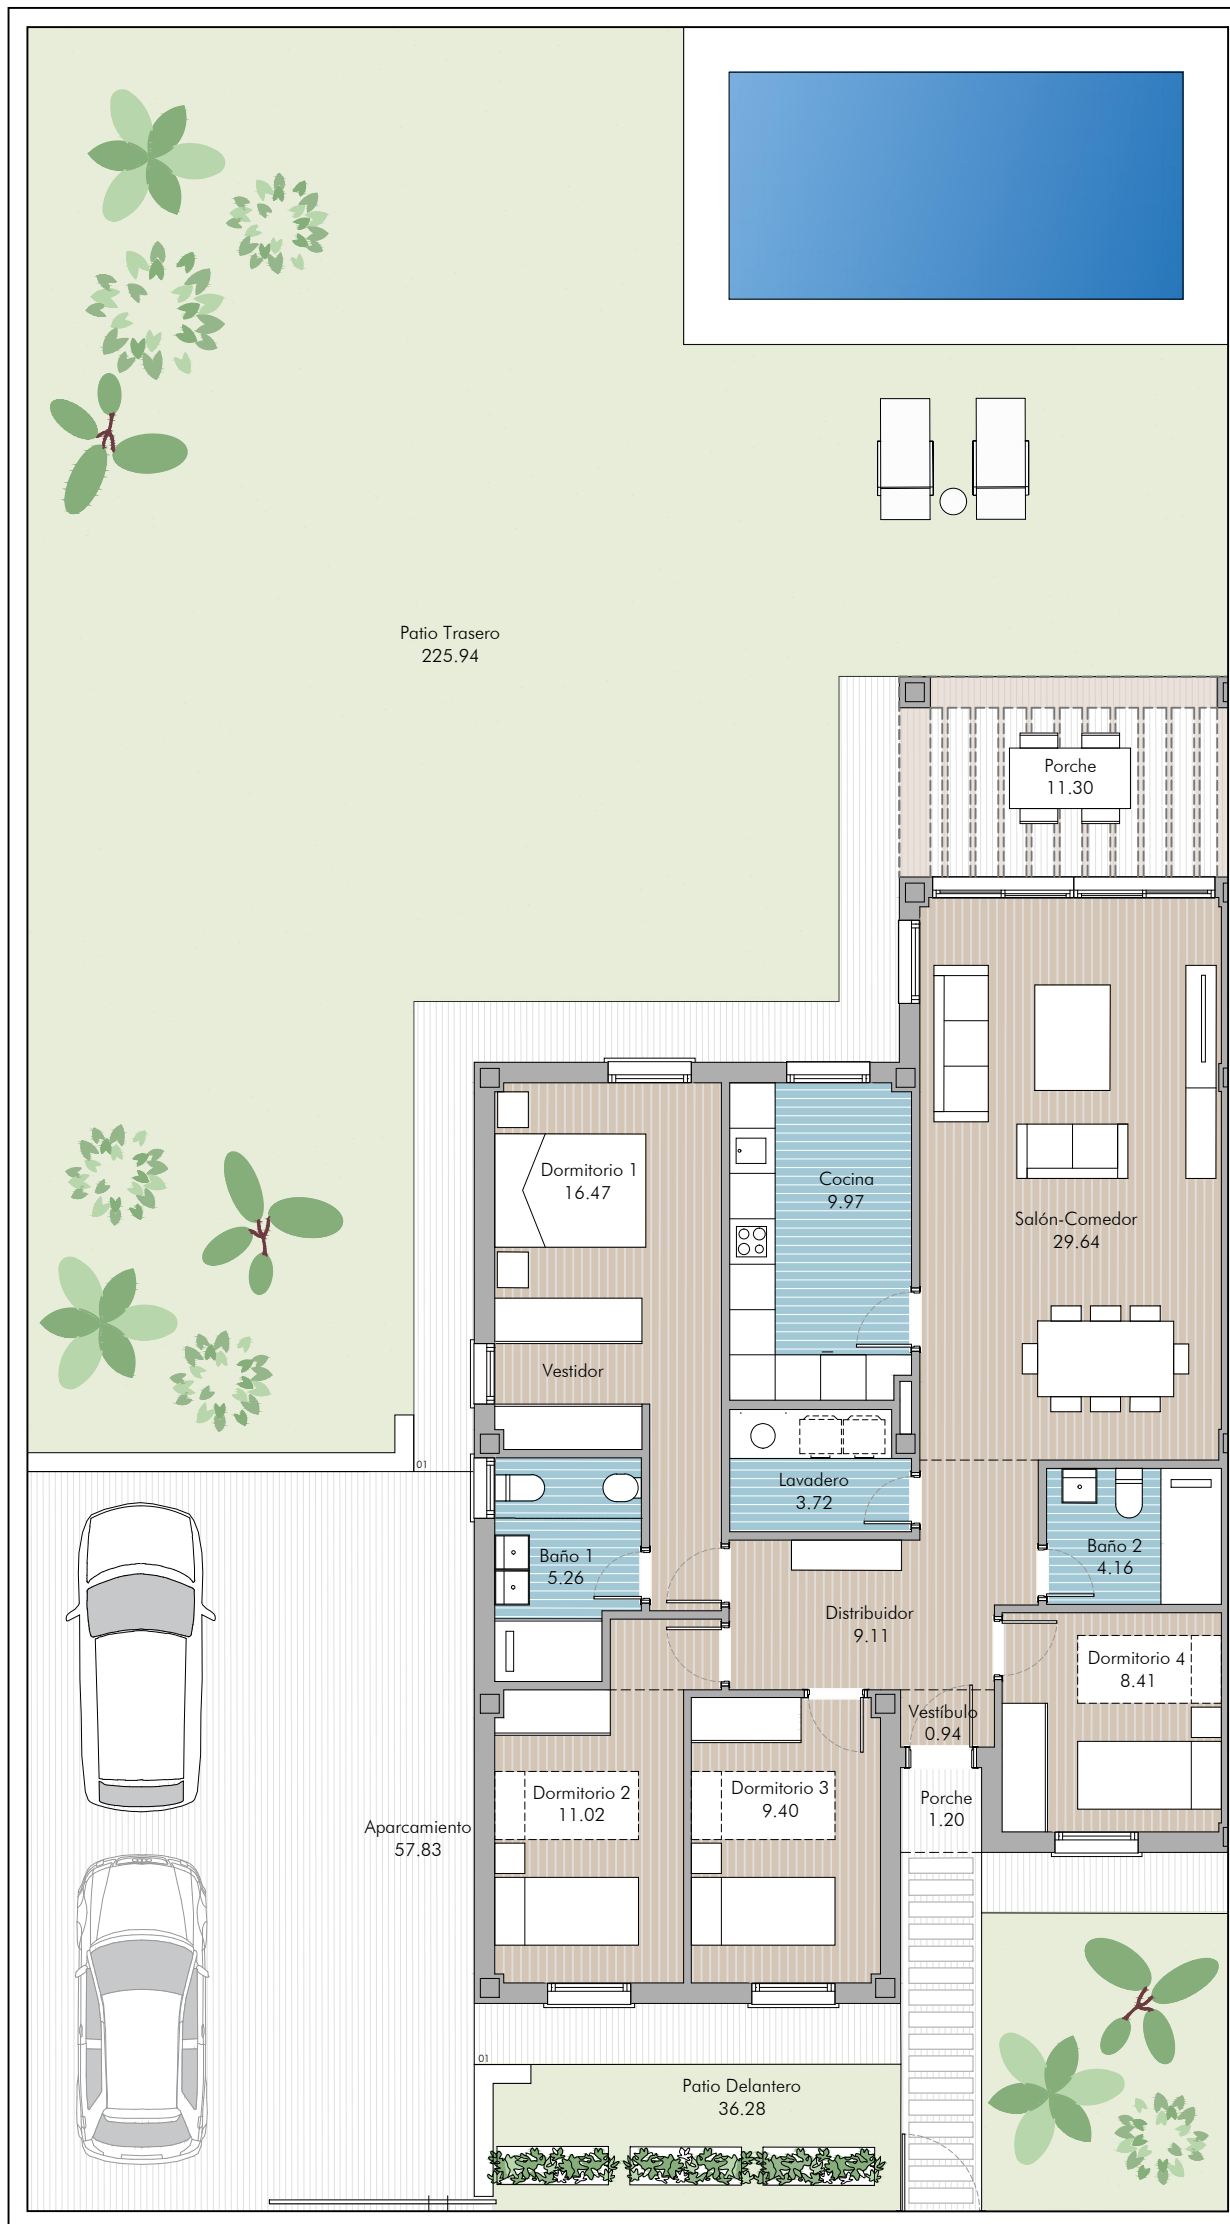 Patio Trasero
225.94
Porche
11.30
Dormitorio 1
16.47
Cocina
9.97
Salón-Comedor
29.64
Vestidor
01
Lavadero
3.72
Baño 1
5.26
Baño 2
4.16
Distribuidor
9.11
Dormitorio 4
8.41
Vestíbulo
0.94
Dormitorio 2
11.02
Dormitorio 3
9.40
Porche
1.20
Aparcamiento
57.83
01
Patio Delantero
36.28